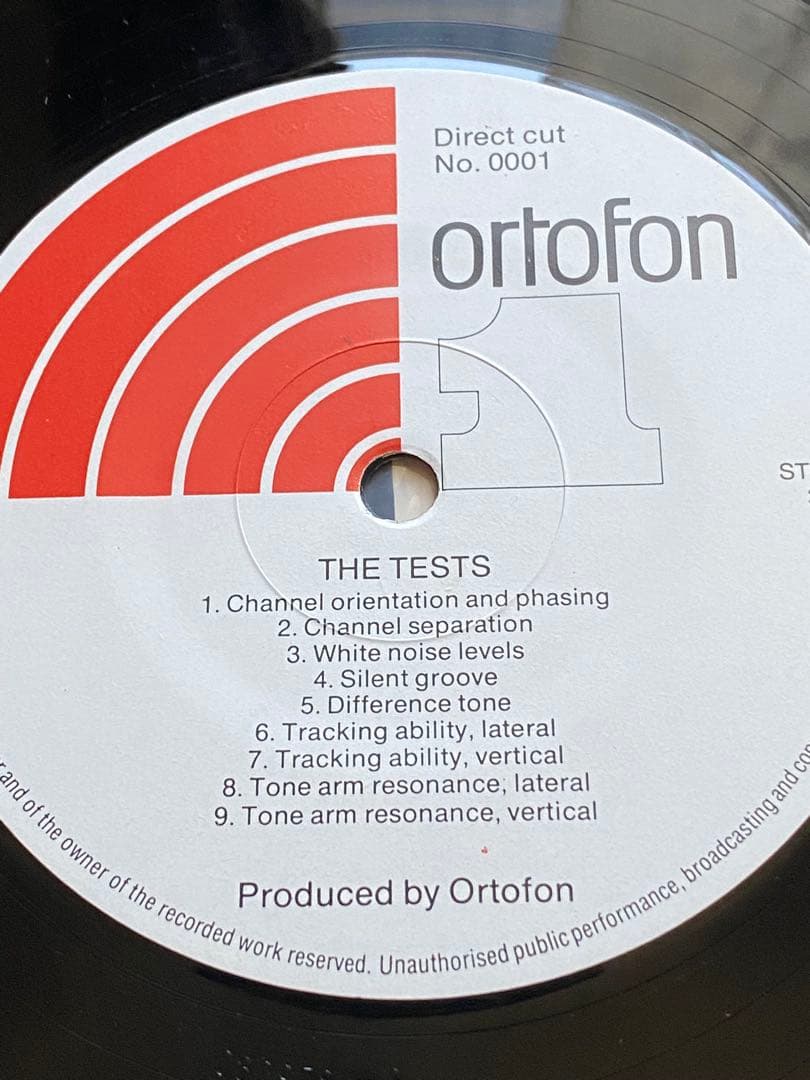 Direct cut
No. 0001
ortofon
1
ST
THE TESTS
1. Channel orientation and phasing
2. Channel separation
3. White noise levels
4. Silent groove
5. Difference tone
6. Tracking ability, lateral
7. Tracking ability, vertical
8. Tone arm resonance, lateral
9. Tone arm resonance, vertical
Produced by Ortofon
and of the owner of the recorded work reserved. Unauthorised public performance, broadcasting and